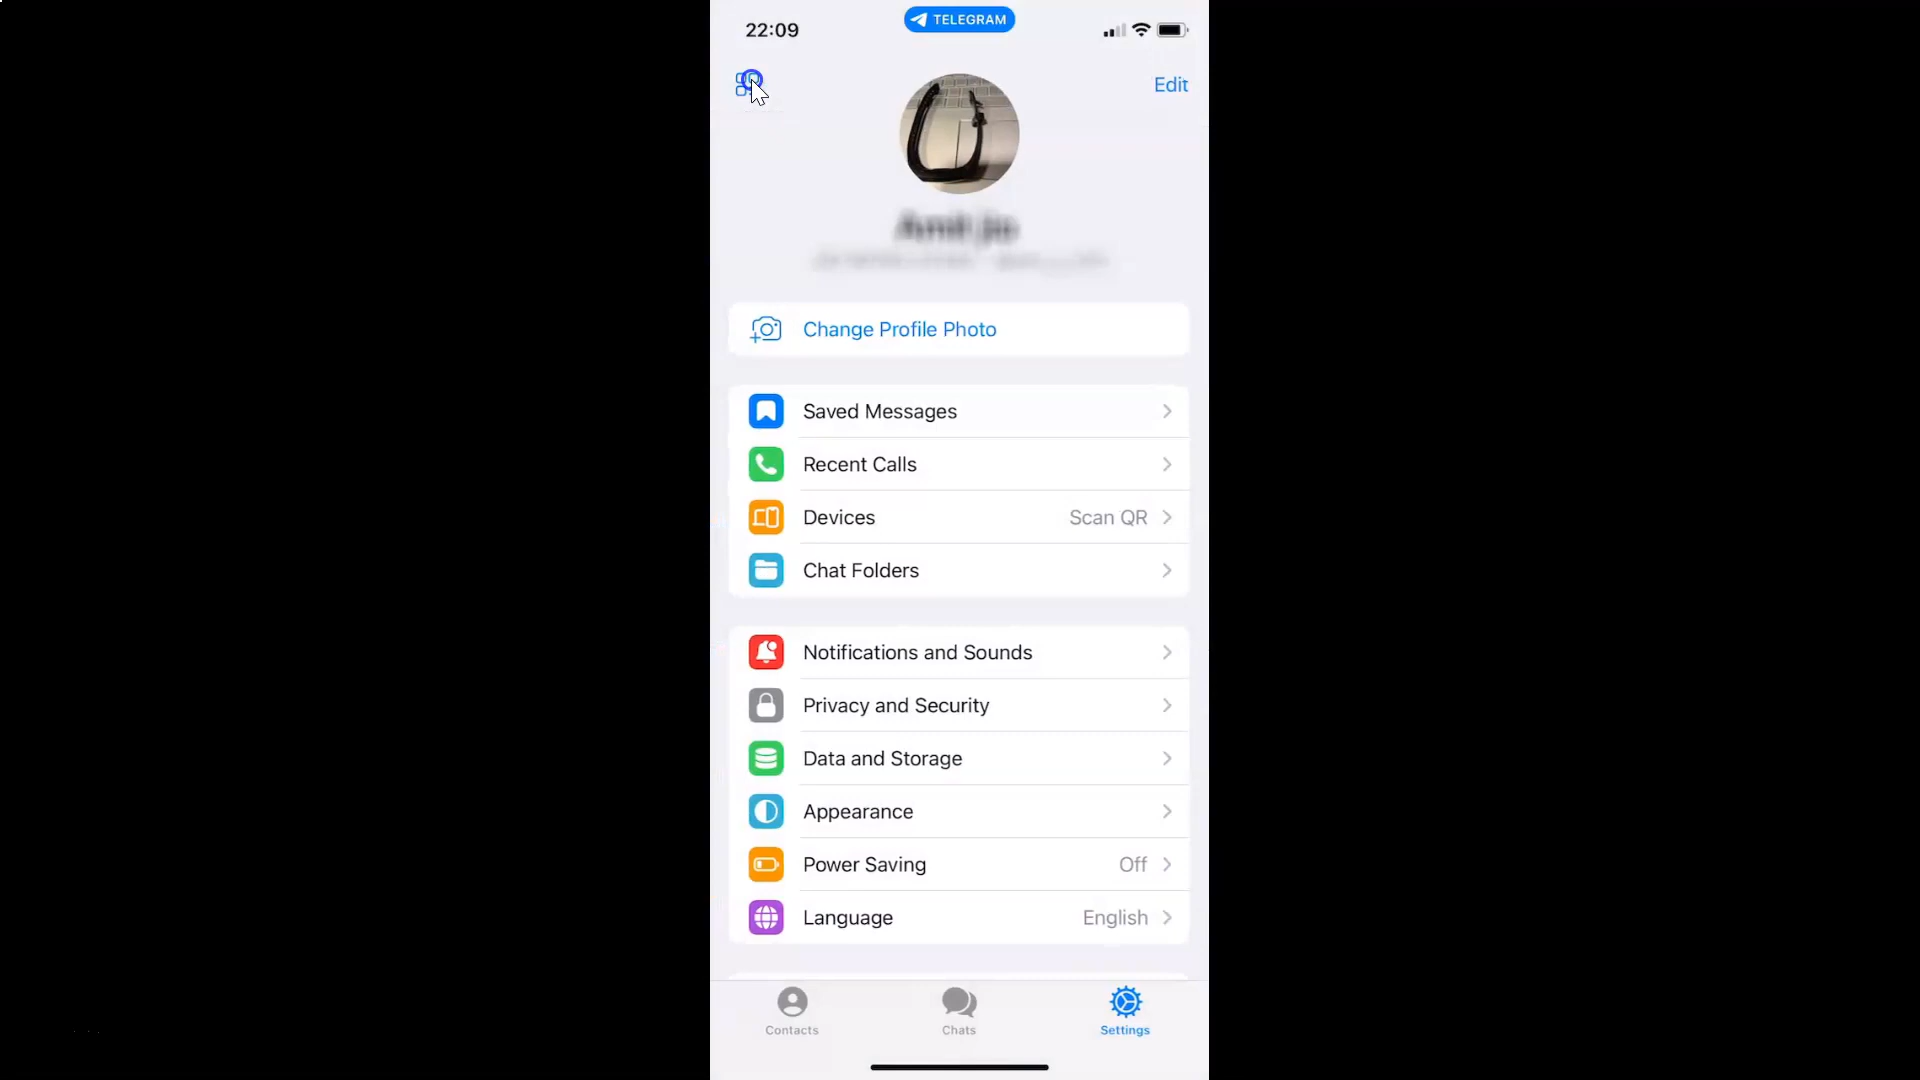 22:09
TELEGRAM
Edit
Change Profile Photo
Saved Messages
Recent Calls
Devices Scan QR
Chat Folders
Notifications and Sounds
Privacy and Security
Data and Storage
Appearance
Power Saving Off
Language English
Contacts Chats Settings